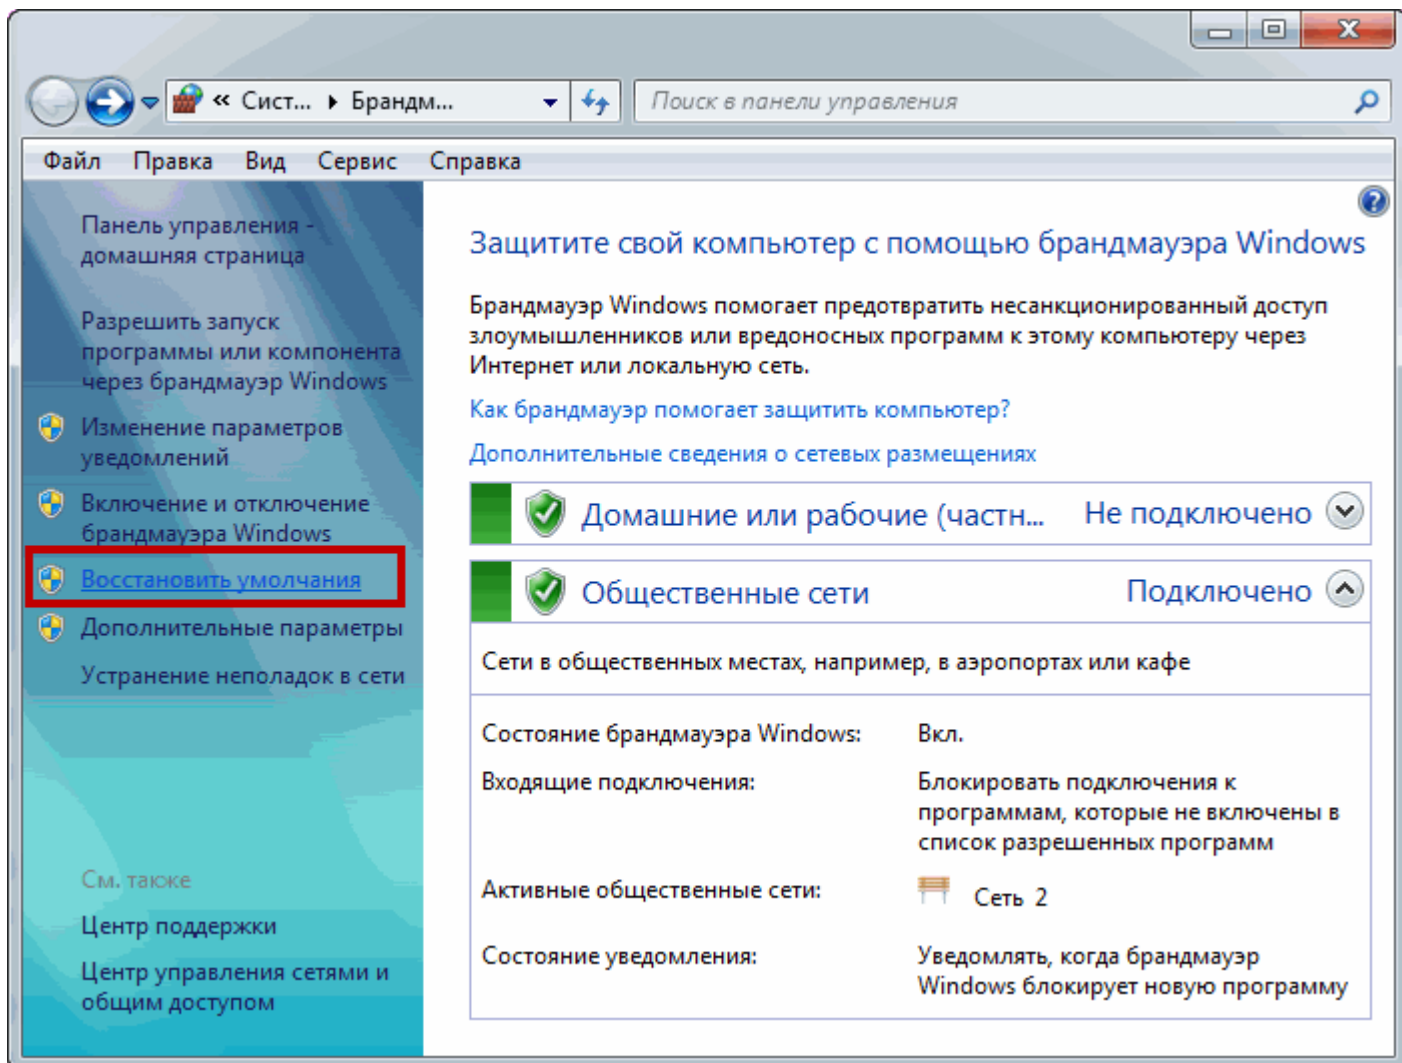 « Сист... ▸ Брандм...
Поиск в панели управления
Файл Правка Вид Сервис Справка
Панель управления -
домашняя страница
Разрешить запуск
программы или компонента
через брандмауэр Windows
Изменение параметров
уведомлений
Включение и отключение
брандмауэра Windows
Восстановить умолчания
Дополнительные параметры
Устранение неполадок в сети
См. также
Центр поддержки
Центр управления сетями и
общим доступом
Защитите свой компьютер с помощью брандмауэра Windows
Брандмауэр Windows помогает предотвратить несанкционированный доступ
злоумышленников или вредоносных программ к этому компьютеру через
Интернет или локальную сеть.
Как брандмауэр помогает защитить компьютер?
Дополнительные сведения о сетевых размещениях
Домашние или рабочие (частн... Не подключено
Общественные сети Подключено
Сети в общественных местах, например, в аэропортах или кафе
Состояние брандмауэра Windows: Вкл.
Входящие подключения: Блокировать подключения к
программам, которые не включены в
список разрешенных программ
Активные общественные сети: Сеть 2
Состояние уведомления: Уведомлять, когда брандмауэр
Windows блокирует новую программу